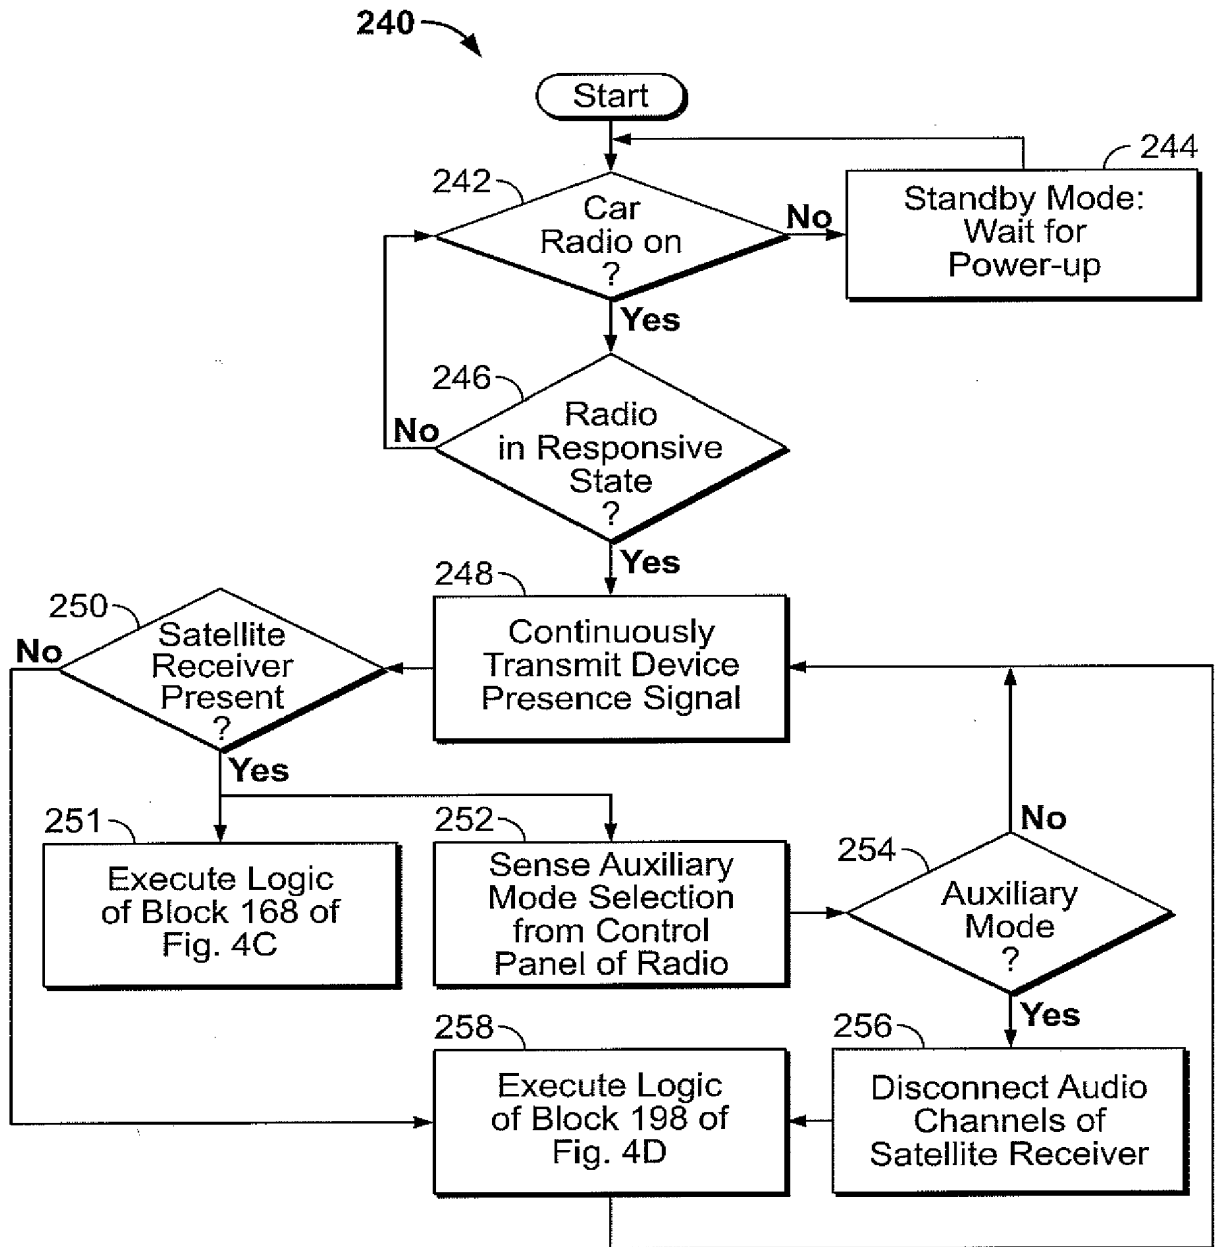 240
Start
242
Car
Radio on
?
No
244
Standby Mode:
Wait for
Power-up
Yes
246
Radio
in Responsive
State
?
No
Yes
248
Continuously
Transmit Device
Presence Signal
250
Satellite
Receiver
Present
?
No
Yes
251
Execute Logic
of Block 168 of
Fig. 4C
252
Sense Auxiliary
Mode Selection
from Control
Panel of Radio
254
Auxiliary
Mode
?
No
Yes
256
Disconnect Audio
Channels of
Satellite Receiver
258
Execute Logic
of Block 198 of
Fig. 4D